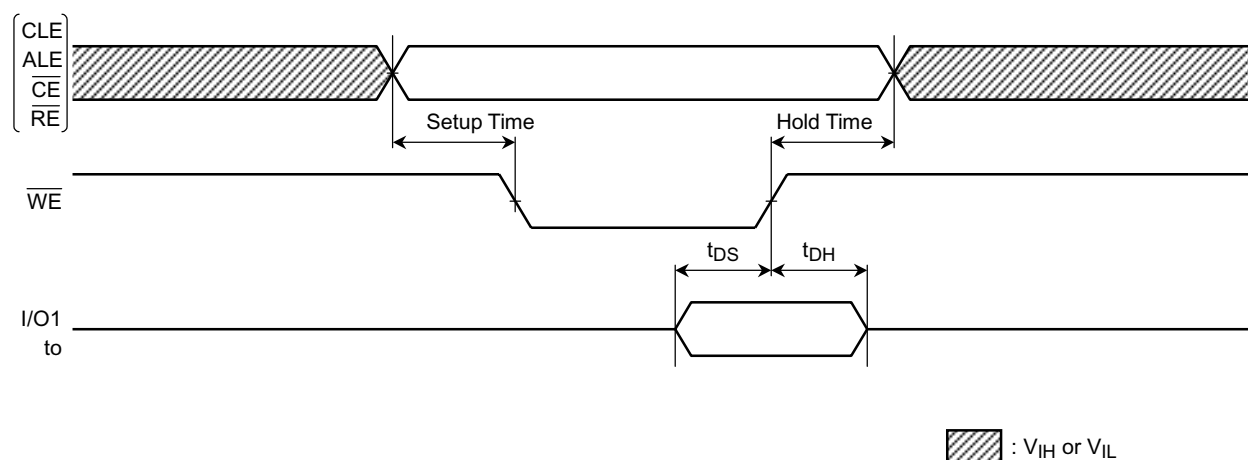 CLE
ALE
CE
RE
Setup Time
Hold Time
WE
tDS
tDH
I/O1
to
: VIH or VIL